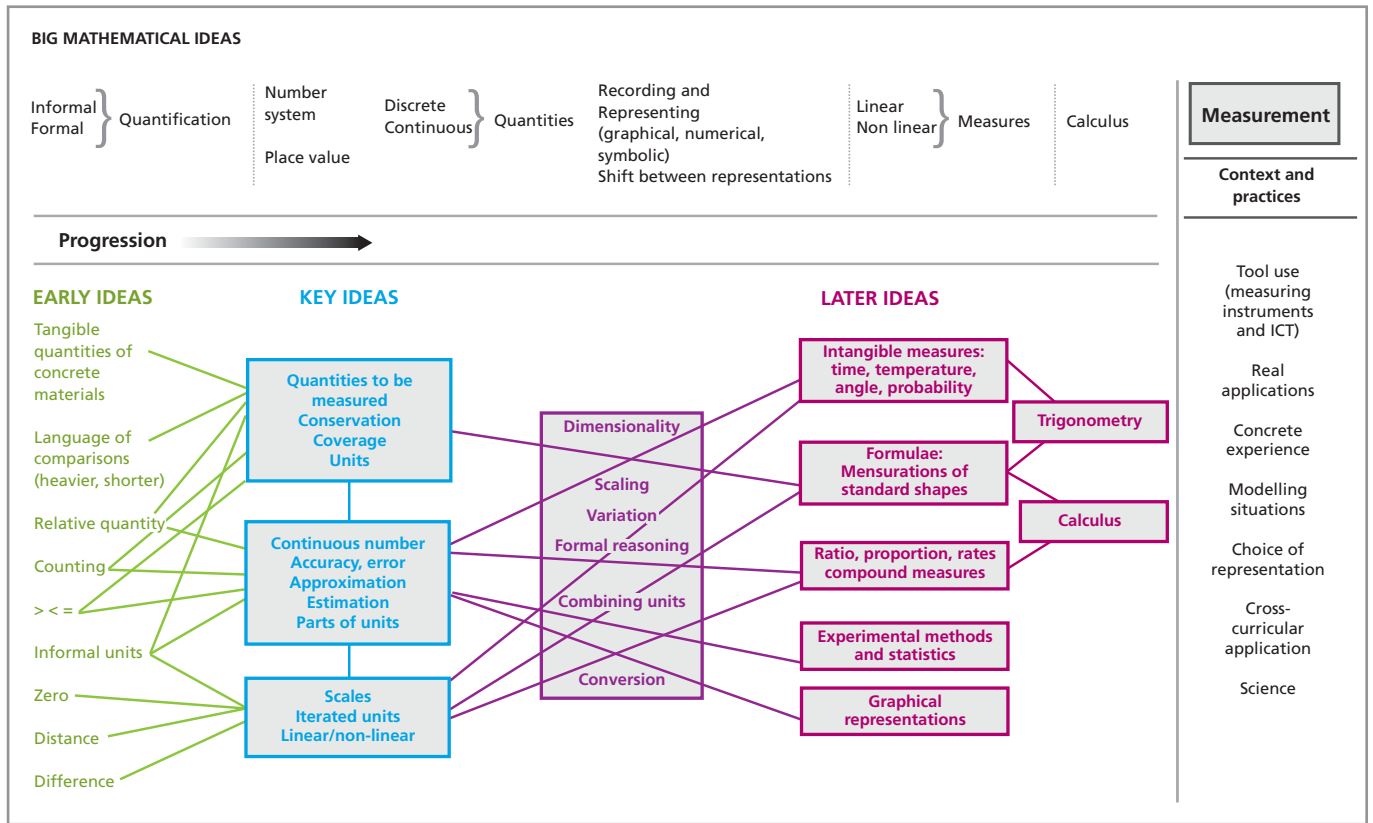 BIG MATHEMATICAL IDEAS
Informal
Formal
Quantification
Number
system
Place value
Discrete
Continuous
Quantities
Recording and
Representing
(graphical, numerical,
symbolic)
Shift between representations
Linear
Non linear
Measures
Calculus
Measurement
Context and
practices
Progression
EARLY IDEAS
Tangible
quantities of
concrete
materials
Language of
comparisons
(heavier, shorter)
Relative quantity
Counting
> < =
Informal units
Zero
Distance
Difference
KEY IDEAS
Quantities to be
measured
Conservation
Coverage
Units
Continuous number
Accuracy, error
Approximation
Estimation
Parts of units
Scales
Iterated units
Linear/non-linear
Dimensionality
Scaling
Variation
Formal reasoning
Combining units
Conversion
LATER IDEAS
Intangible measures:
time, temperature,
angle, probability
Formulae:
Mensurations of
standard shapes
Ratio, proportion, rates
compound measures
Experimental methods
and statistics
Graphical
representations
Trigonometry
Calculus
Tool use
(measuring
instruments
and ICT)
Real
applications
Concrete
experience
Modelling
situations
Choice of
representation
Cross-
curricular
application
Science